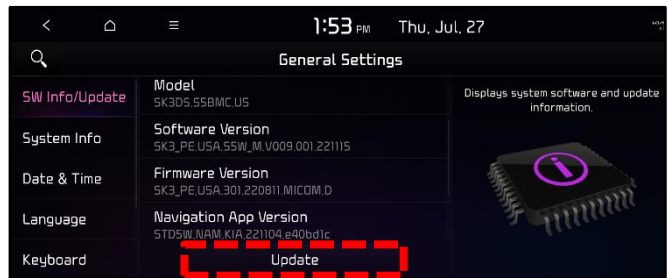 1:53 PM Thu, Jul, 27
General Settings
SW Info/Update
System Info
Date & Time
Language
Keyboard
Model
SK3DS.S5BMC.US
Software Version
SK3_PE.USA.S5W_M.V009.001.221115
Firmware Version
SK3_PE.USA.301.220811.MICOM.D
Navigation App Version
STD5W.NAM.KIA.221104.e40bd1c
Update
Displays system software and update
information.